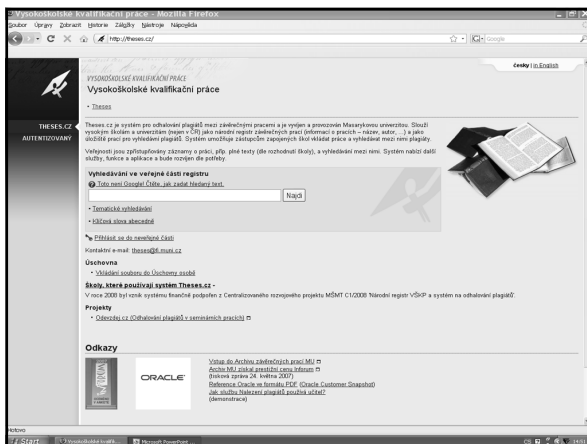 Vysokoškolské kvalifikační práce - Mozilla Firefox
Soubor Úpravy Zobrazit Historie Záložky Nástroje Nápověda
http://theses.cz/
Google
česky | in English
VYSOKOŠKOLSKÉ KVALIFIKAČNÍ PRÁCE
Vysokoškolské kvalifikační práce
• Theses
THESES.CZ
AUTENTIZOVANÝ
Theses.cz je systém pro odhalování plagiátů mezi závěrečnými pracemi a je vyvíjen a provozován Masarykovou univerzitou. Slouží
vysokým školám a univerzitám (nejen v ČR) jako národní registr závěrečných prací (informací o pracích – název, autor, ...) a jako
úložiště prací pro vyhledávání plagiátů. Systém umožňuje zástupcům zapojených škol vkládat práce a vyhledávat mezi nimi plagiáty.
Veřejnosti jsou zpřístupňovány záznamy o práci, příp. plné texty (dle rozhodnutí školy), a vyhledávání mezi nimi. Systém nabízí další
služby, funkce a aplikace a bude rozvíjen dle potřeby.
Vyhledávání ve veřejné části registru
Toto není Google! Čtěte, jak zadat hledaný text.
Najdi
• Tematické vyhledávání
• Klíčová slova abecedně
Přihlásit se do neveřejné části
Kontaktní e-mail: theses@fi.muni.cz
Úschovna
• Vkládání souboru do Úschovny osobě
Školy, které používají systém Theses.cz -
V roce 2008 byl vznik systému finančně podpořen z Centralizovaného rozvojového projektu MŠMT C1/2008 'Národní registr VŠKP a systém na odhalování plagiátů'.
Projekty
• Odevzdej.cz (Odhalování plagiátů v seminárních pracích)
Odkazy
ORACLE
Vstup do Archivu závěrečných prací MU
Archiv MU získal prestižní cenu Inforum
(tisková zpráva 24. května 2007)
Reference Oracle ve formátu PDF (Oracle Customer Snapshot)
Jak službu Nalezení plagiátů používá učitel?
(demonstrace)
Hotovo
Start
Vysokoškolské kvalifi...
Microsoft PowerPoint ...
CS